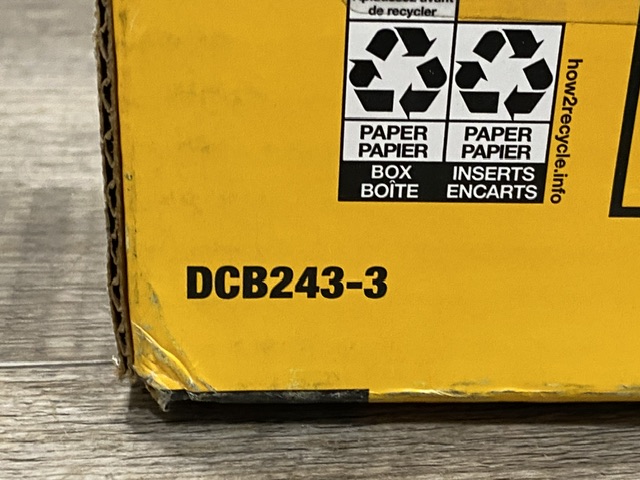 de recycler
PAPER
PAPIER
BOX
BOÎTE
PAPER
PAPIER
INSERTS
ENCARTS
how2recycle.info
DCB243-3